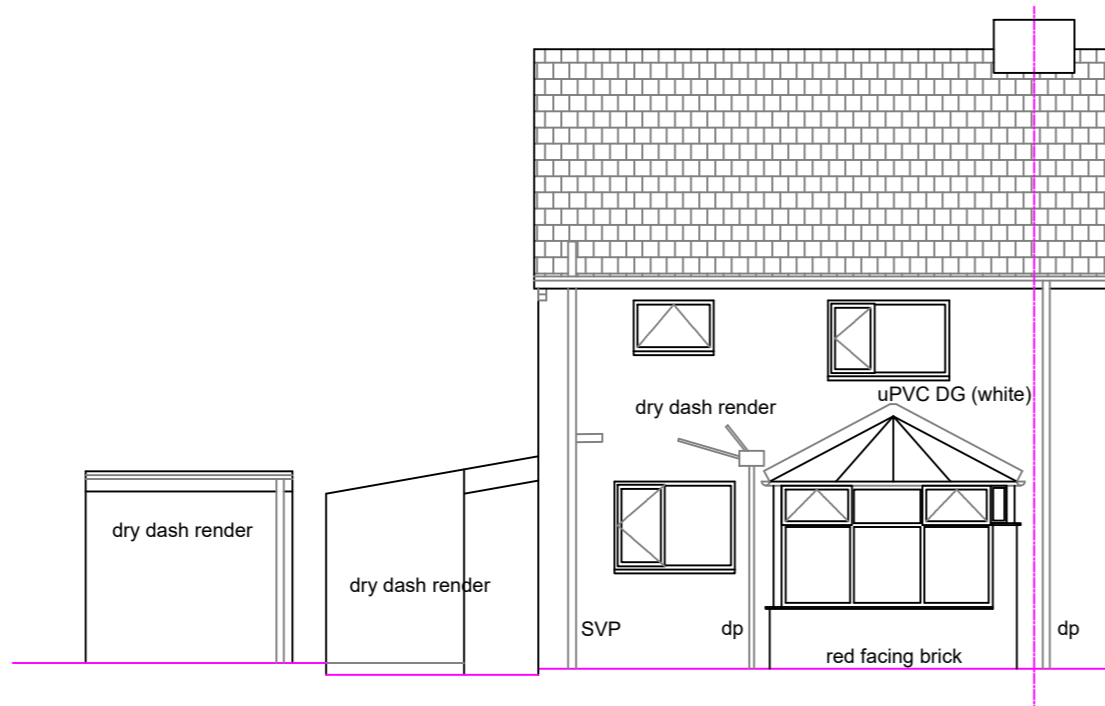 uPVC DG (white)
dry dash render
dry dash render
dry dash render
SVP
dp
dp
red facing brick